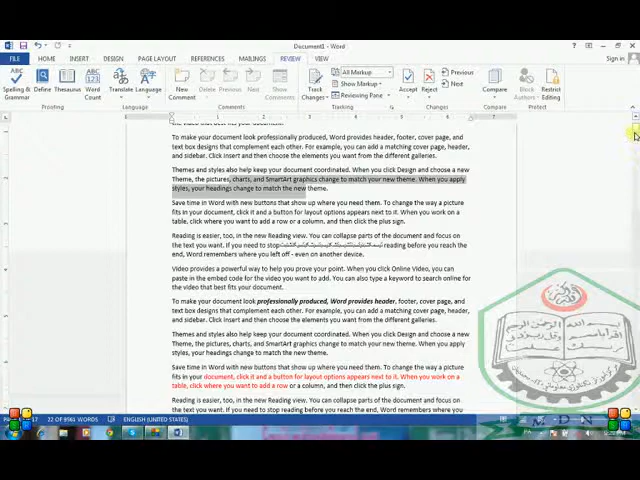 Document1 - Word
Sign in
FILE HOME INSERT DESIGN PAGE LAYOUT REFERENCES MAILINGS REVIEW VIEW
Spelling & Grammar
Define
Thesaurus
Word Count
Translate
Language
New Comment
Track Changes
All Markup
Show Markup
Reviewing Pane
Accept
Reject
Previous
Next
Compare
Block Authors
Restrict Editing
Proofing
Language
Comments
Tracking
Changes
Compare
Protect
the video that best fits your document.
To make your document look professionally produced, Word provides header, footer, cover page, and
text box designs that complement each other. For example, you can add a matching cover page, header,
and sidebar. Click Insert and then choose the elements you want from the different galleries.
Themes and styles also help keep your document coordinated. When you click Design and choose a new
Theme, the pictures, charts, and SmartArt graphics change to match your new theme. When you apply
styles, your headings change to match the new theme.
Save time in Word with new buttons that show up where you need them. To change the way a picture
fits in your document, click it and a button for layout options appears next to it. When you work on a
table, click where you want to add a row or a column, and then click the plus sign.
Reading is easier, too, in the new Reading view. You can collapse parts of the document and focus on
the text you want. If you need to stop reading before you reach the
end, Word remembers where you left off - even on another device.
Video provides a powerful way to help you prove your point. When you click Online Video, you can
paste in the embed code for the video you want to add. You can also type a keyword to search online for
the video that best fits your document.
To make your document look professionally produced, Word provides header, footer, cover page, and
text box designs that complement each other. For example, you can add a matching cover page, header,
and sidebar. Click Insert and then choose the elements you want from the different galleries.
Themes and styles also help keep your document coordinated. When you click Design and choose a new
Theme, the pictures, charts, and SmartArt graphics change to match your new theme. When you apply
styles, your headings change to match the new theme.
Save time in Word with new buttons that show up where you need them. To change the way a picture
fits in your document, click it and a button for layout options appears next to it. When you work on a
table, click where you want to add a row or a column, and then click the plus sign.
Reading is easier, too, in the new Reading view. You can collapse parts of the document and focus on
the text you want. If you need to stop reading before you reach the end, Word remembers where you
22 OF 9963 WORDS ENGLISH (UNITED STATES)